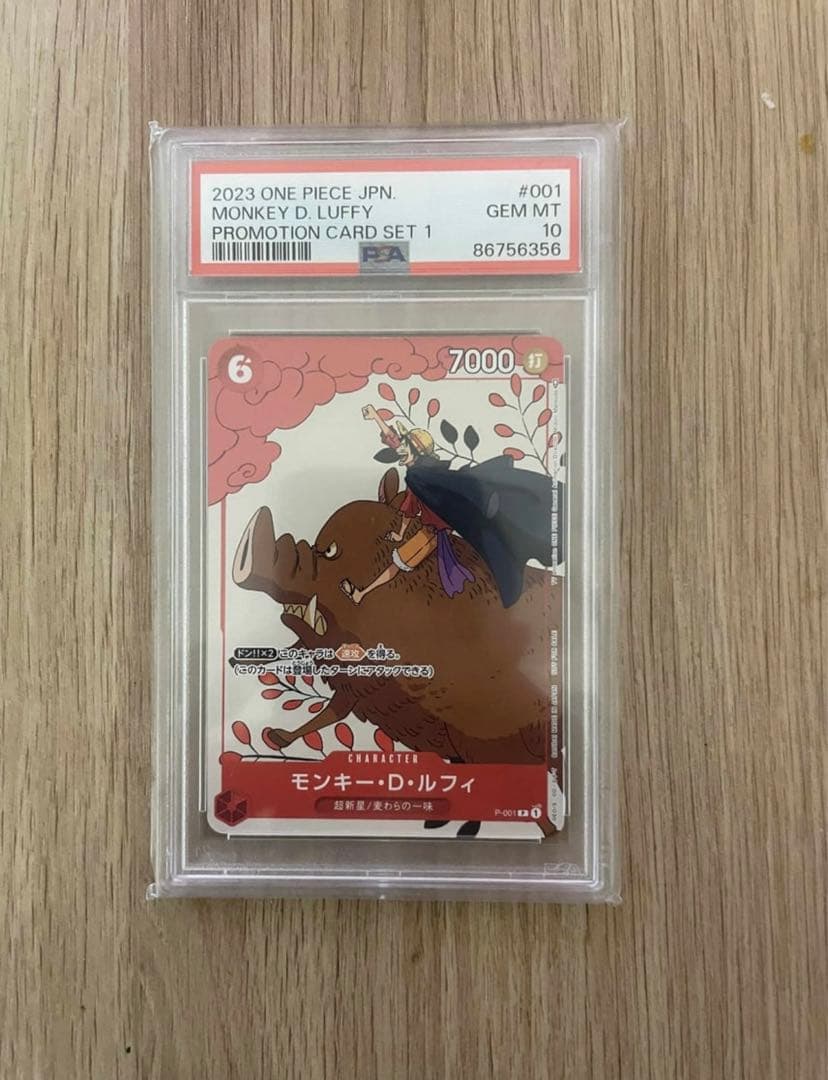 2023 ONE PIECE JPN.
#001
MONKEY D. LUFFY
GEM MT
PROMOTION CARD SET 1
10
PSA
86756356
6
7000 打
ドン!!×2 このキャラは 速攻 を得る。
(このカードは登場したターンにアタックできる)
CHARACTER
モンキー・D・ルフィ
超新星/麦わらの一味
P-001 P 1